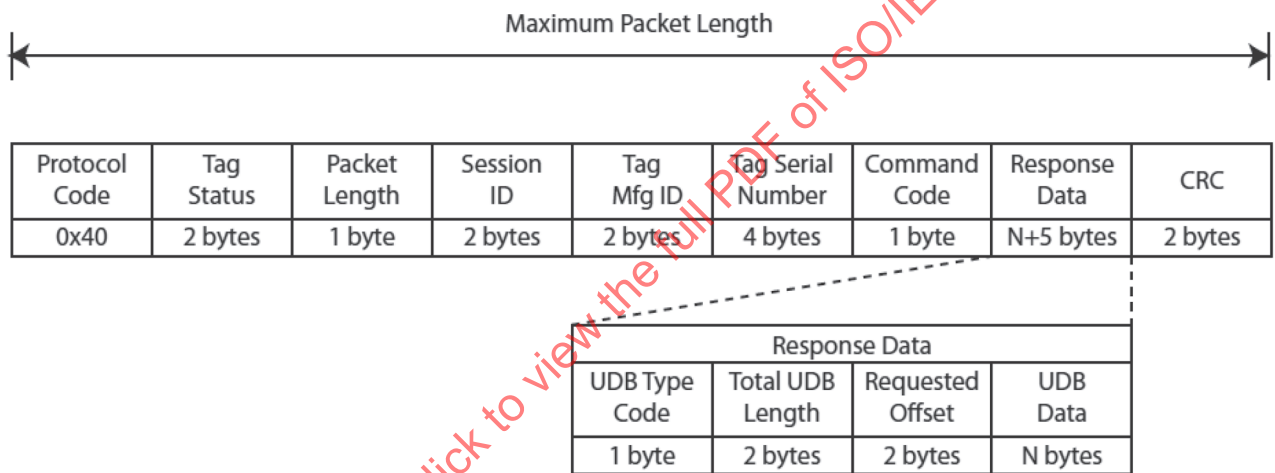 Maximum Packet Length
Protocol Code Tag Status Packet Length Session ID Tag Mfg ID Tag Serial Number Command Code Response Data CRC
0x40 2 bytes 1 byte 2 bytes 2 bytes 4 bytes 1 byte N+5 bytes 2 bytes
Response Data
UDB Type Code Total UDB Length Requested Offset UDB Data
1 byte 2 bytes 2 bytes N bytes
to view the full PDF of